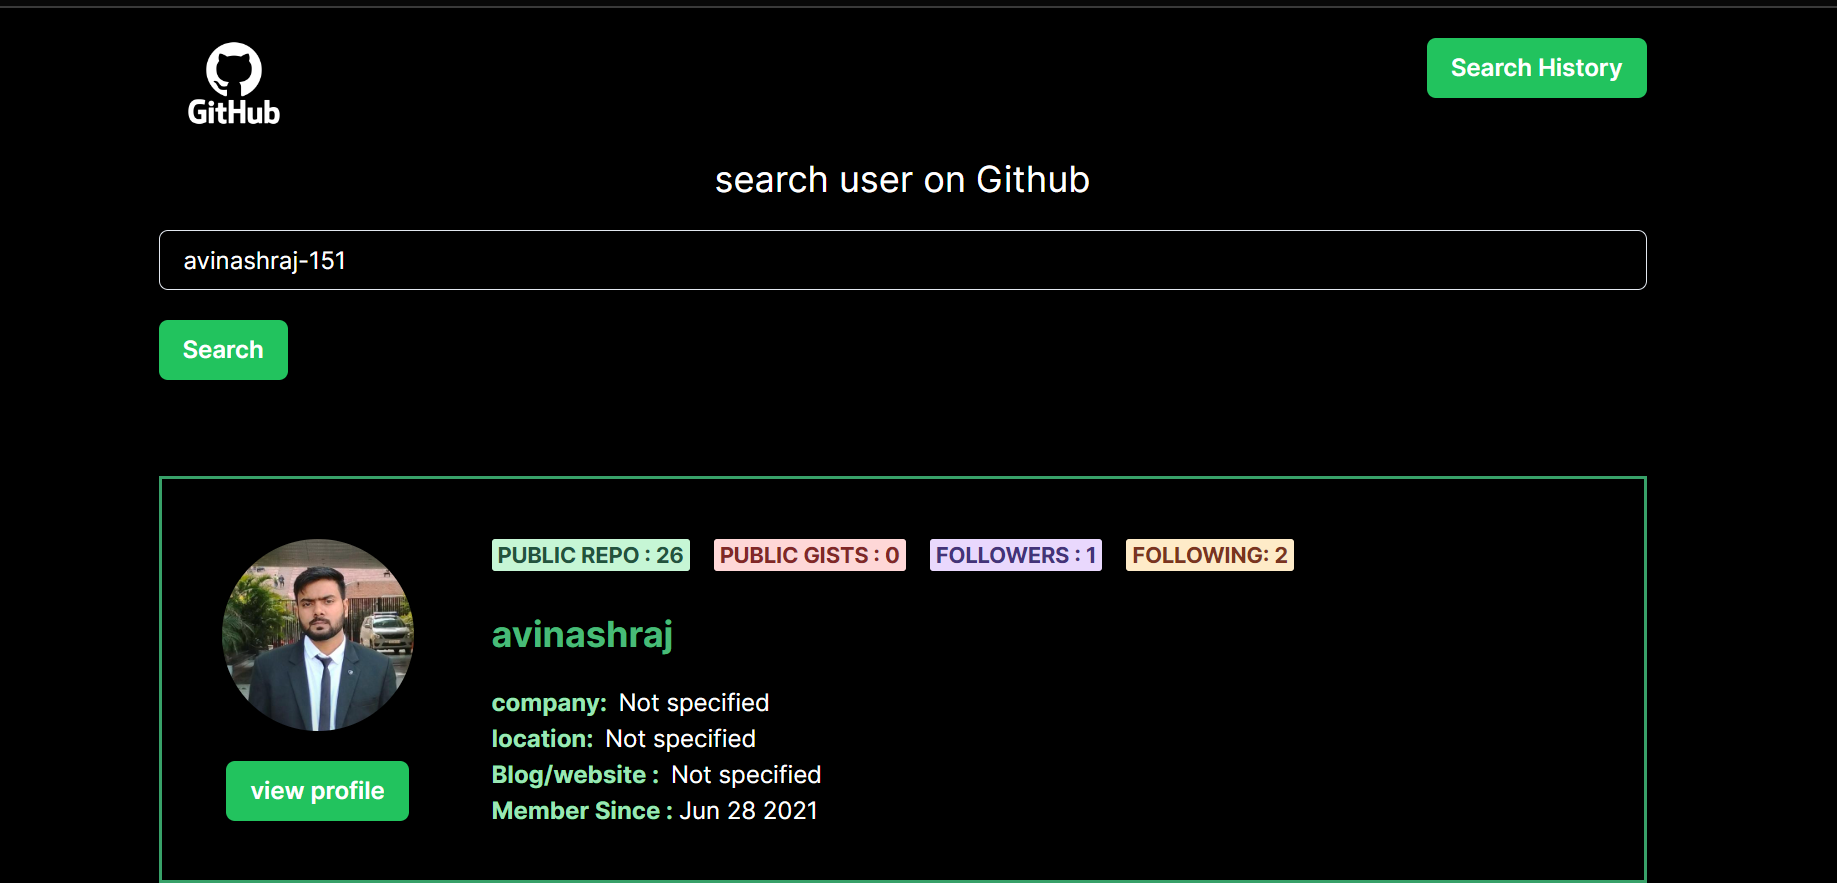 GitHub
Search History
search user on Github
avinashraj-151
Search
PUBLIC REPO : 26 PUBLIC GISTS : 0 FOLLOWERS : 1 FOLLOWING: 2
avinashraj
company: Not specified
location: Not specified
Blog/website : Not specified
Member Since : Jun 28 2021
view profile